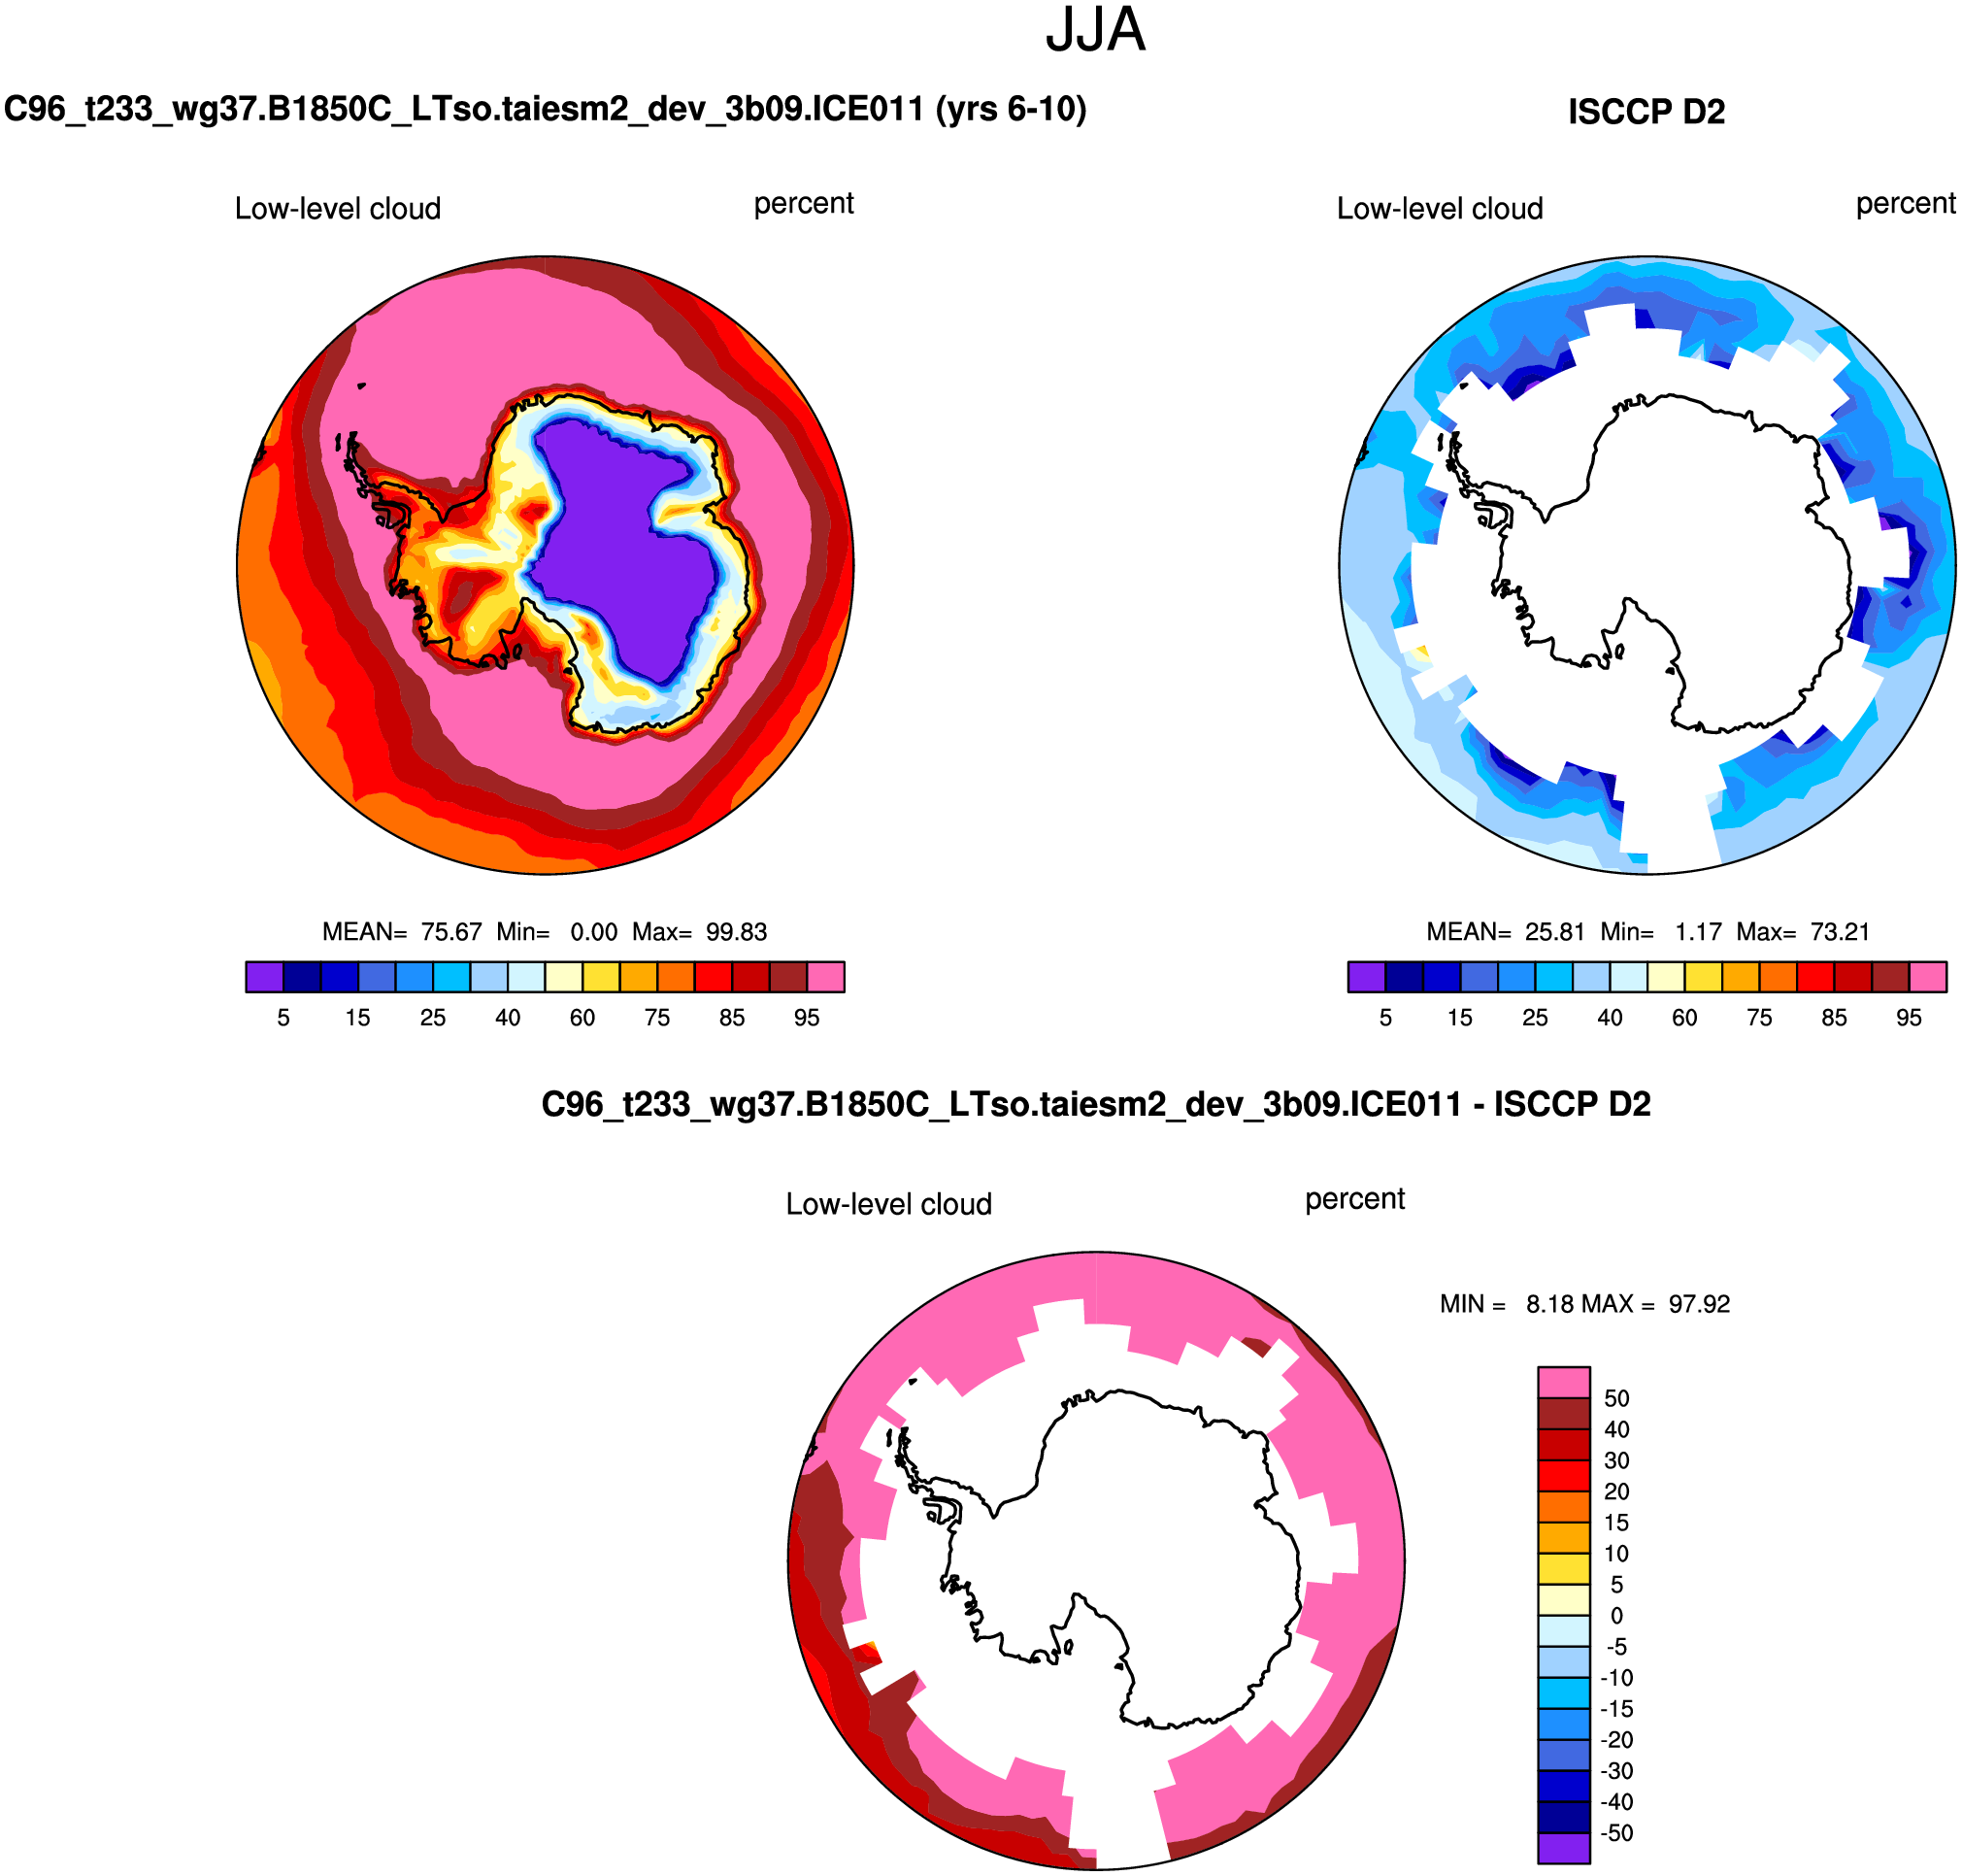 JJA
C96_t233_wg37.B1850C_LTso.taiesm2_dev_3b09.ICE011 (yrs 6-10)
ISCCP D2
Low-level cloud percent
Low-level cloud percent
MEAN= 75.67 Min= 0.00 Max= 99.83
MEAN= 25.81 Min= 1.17 Max= 73.21
5 15 25 40 60 75 85 95
5 15 25 40 60 75 85 95
C96_t233_wg37.B1850C_LTso.taiesm2_dev_3b09.ICE011 - ISCCP D2
Low-level cloud percent
MIN = 8.18 MAX = 97.92
50
40
30
20
15
10
5
0
-5
-10
-15
-20
-30
-40
-50